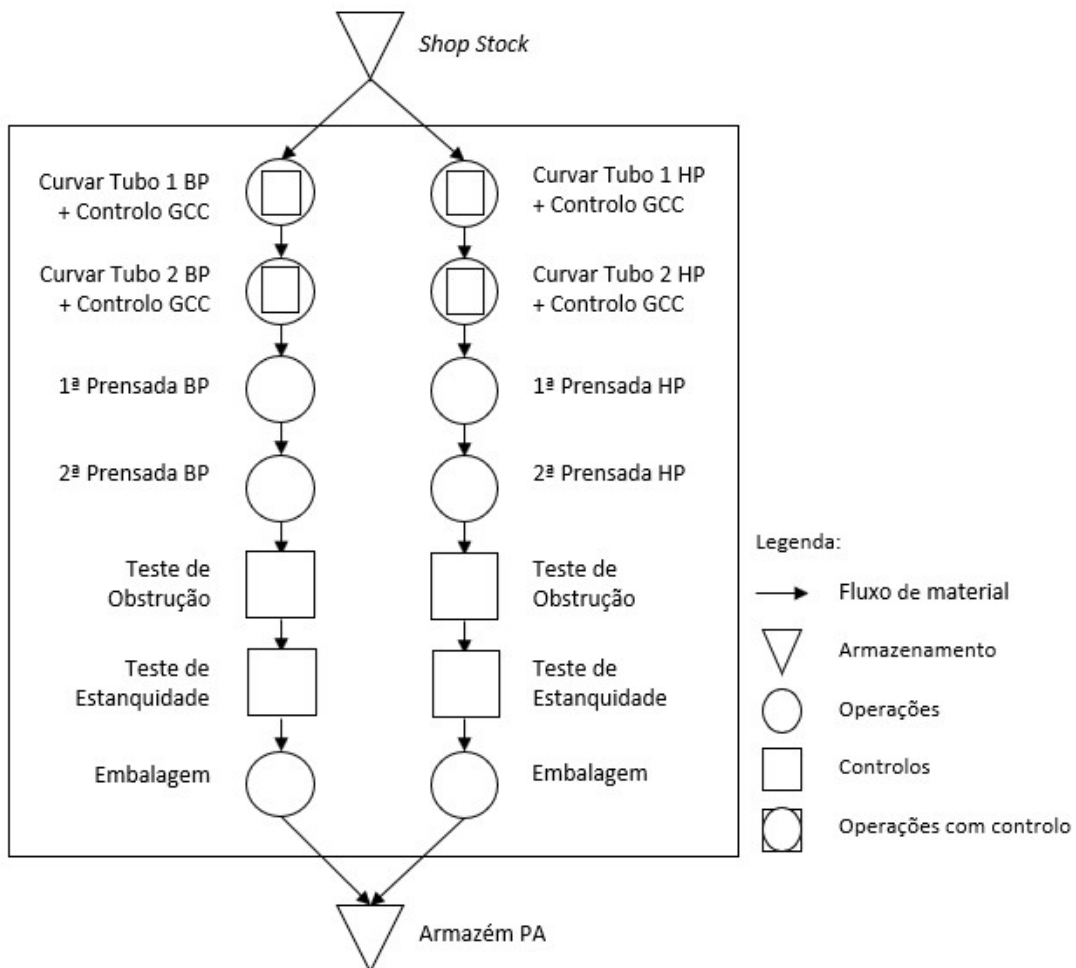 Shop Stock
Curvar Tubo 1 BP
+ Controlo GCC
Curvar Tubo 1 HP
+ Controlo GCC
Curvar Tubo 2 BP
+ Controlo GCC
Curvar Tubo 2 HP
+ Controlo GCC
1ª Prensada BP
1ª Prensada HP
2ª Prensada BP
2ª Prensada HP
Teste de
Obstrução
Teste de
Obstrução
Teste de
Estanquidade
Teste de
Estanquidade
Embalagem
Embalagem
Armazém PA
Legenda:
Fluxo de material
Armazenamento
Operações
Controlos
Operações com controlo